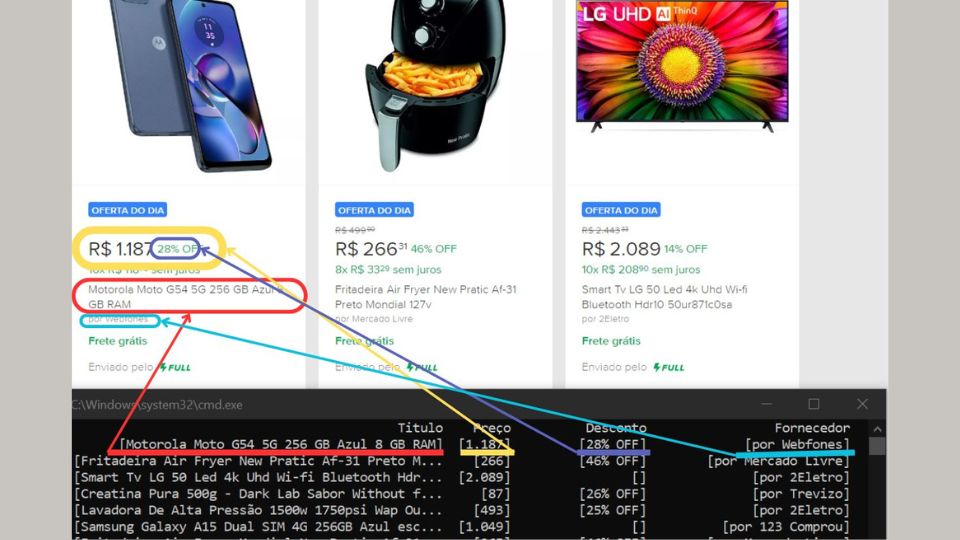 11
35
New Pratic
LG UHD AI ThinQ
OFERTA DO DIA
R$ 1.187 28% OFF
10x R$ 118 sem juros
Motorola Moto G54 5G 256 GB Azul 8
GB RAM
por Webfones
Frete grátis
Enviado pelo FULL
OFERTA DO DIA
R$ 499⁹⁰
R$ 266³¹ 46% OFF
8x R$ 33²⁹ sem juros
Fritadeira Air Fryer New Pratic Af-31
Preto Mondial 127v
por Mercado Livre
Frete grátis
Enviado pelo FULL
OFERTA DO DIA
R$ 2.443³³
R$ 2.089 14% OFF
10x R$ 208⁹⁰ sem juros
Smart Tv LG 50 Led 4k Uhd Wi-fi
Bluetooth Hdr10 50ur871c0sa
por 2Eletro
Frete grátis
Enviado pelo FULL
C:\Windows\system32\cmd.exe
Titulo Preço Desconto Fornecedor
[Motorola Moto G54 5G 256 GB Azul 8 GB RAM] [1.187] [28% OFF] [por Webfones]
[Fritadeira Air Fryer New Pratic Af-31 Preto M... [266] [46% OFF] [por Mercado Livre]
[Smart Tv LG 50 Led 4k Uhd Wi-fi Bluetooth Hdr... [2.089] [] [por 2Eletro]
[Creatina Pura 500g - Dark Lab Sabor Without f... [87] [26% OFF] [por Trevizo]
[Lavadora De Alta Pressão 1500w 1750psi Wap Ou... [493] [25% OFF] [por 2Eletro]
[Samsung Galaxy A15 Dual SIM 4G 256GB Azul esc... [1.049] [] [por 123 Comprou]